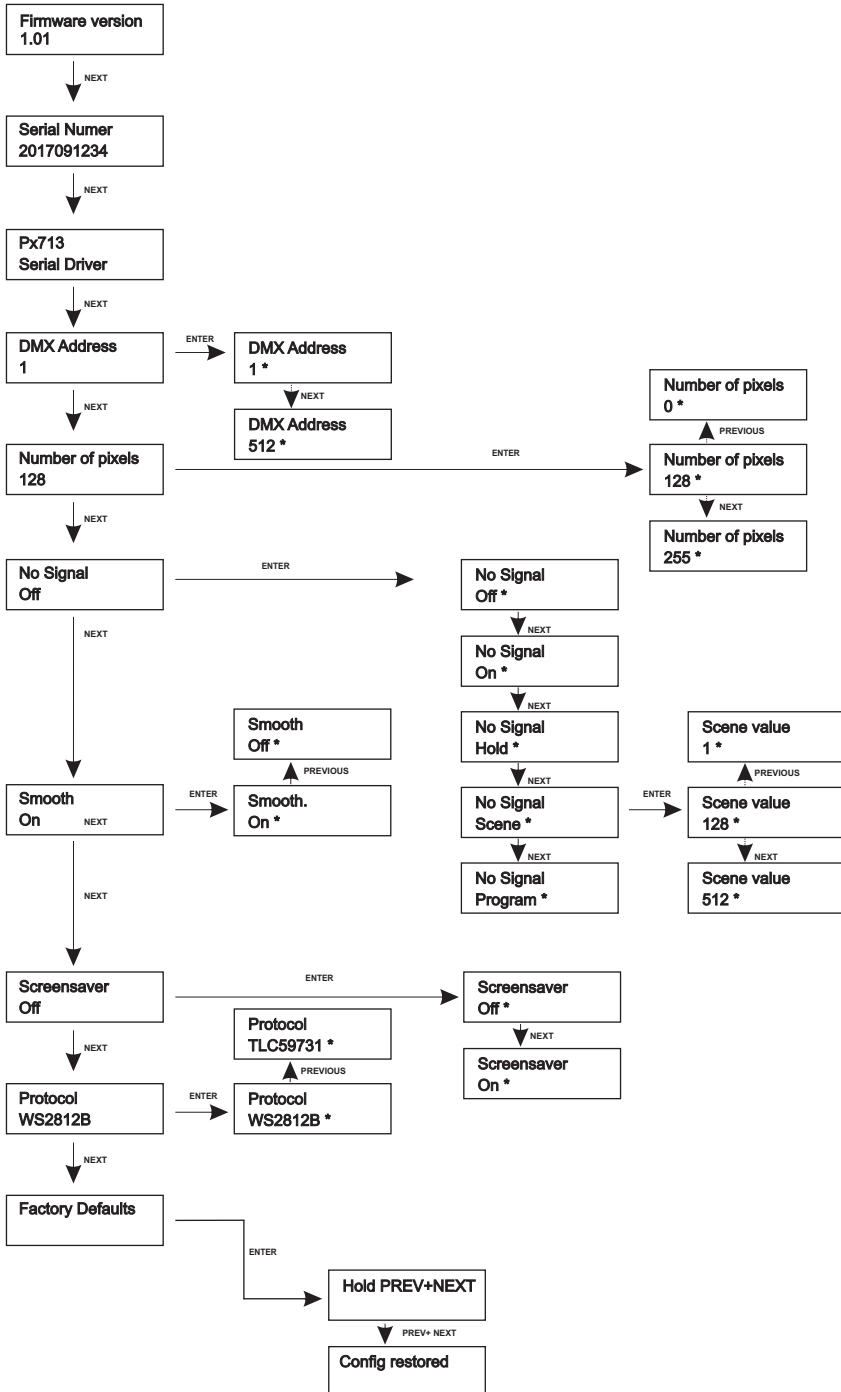 Firmware version
1.01
NEXT
Serial Numer
2017091234
NEXT
Px713
Serial Driver
NEXT
DMX Address
1
ENTER
DMX Address
1 *
NEXT
DMX Address
512 *
NEXT
Number of pixels
128
ENTER
Number of pixels
0 *
PREVIOUS
Number of pixels
128 *
NEXT
Number of pixels
255 *
NEXT
No Signal
Off
ENTER
No Signal
Off *
NEXT
No Signal
On *
NEXT
No Signal
Hold *
NEXT
No Signal
Scene *
ENTER
Scene value
1 *
PREVIOUS
Scene value
128 *
NEXT
Scene value
512 *
NEXT
No Signal
Program *
NEXT
Smooth
On
NEXT
ENTER
Smooth
Off *
PREVIOUS
Smooth.
On *
NEXT
Screensaver
Off
ENTER
Screensaver
Off *
NEXT
Screensaver
On *
NEXT
Protocol
WS2812B
ENTER
Protocol
TLC59731 *
PREVIOUS
Protocol
WS2812B *
NEXT
Factory Defaults
ENTER
Hold PREV+NEXT
PREV+ NEXT
Config restored